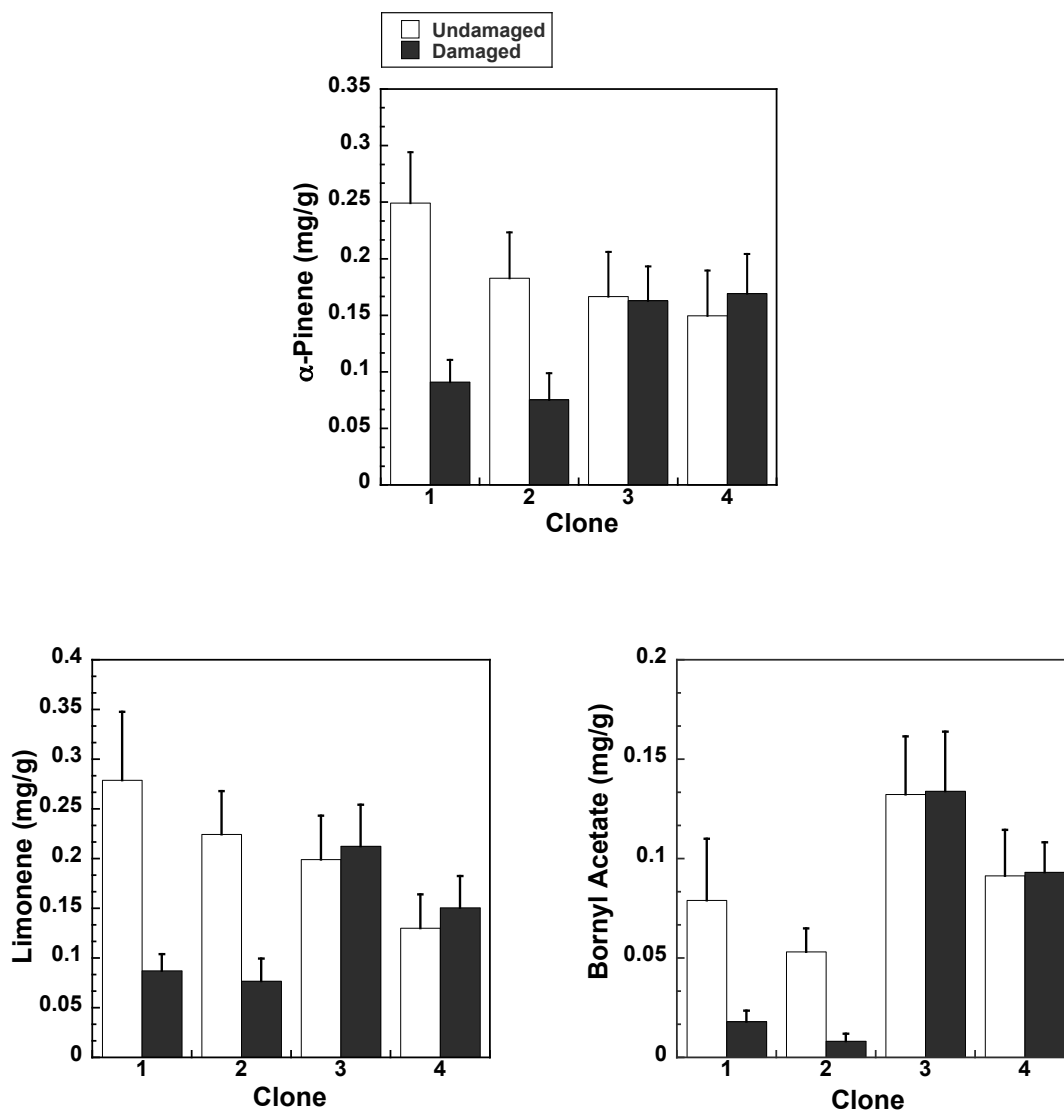 Undamaged
Damaged
α-Pinene (mg/g)
0.35
0.3
0.25
0.2
0.15
0.1
0.05
0
1 2 3 4
Clone
Limonene (mg/g)
0.4
0.35
0.3
0.25
0.2
0.15
0.1
0.05
0
1 2 3 4
Clone
Bornyl Acetate (mg/g)
0.2
0.15
0.1
0.05
0
1 2 3 4
Clone